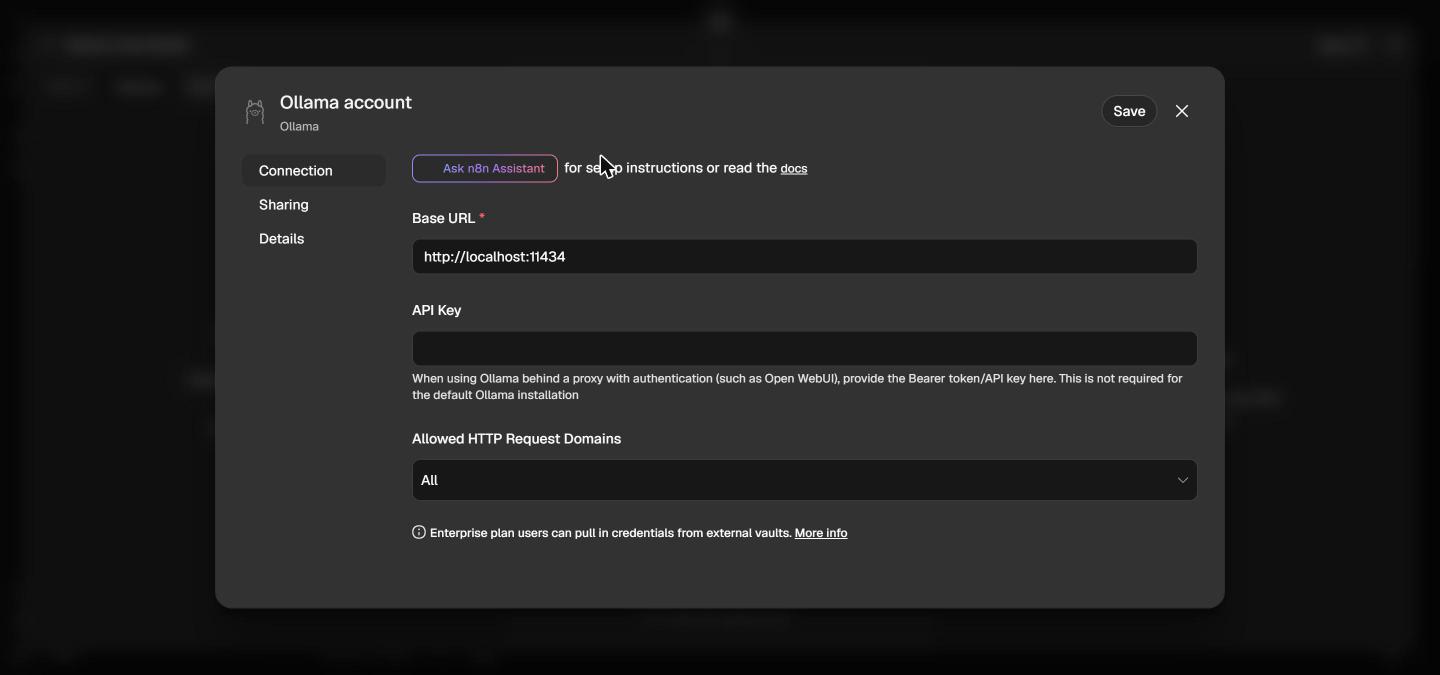 Ollama account
Ollama
Save
Connection
Sharing
Details
Ask n8n Assistant for instructions or read the docs
Base URL *
http://localhost:11434
API Key
When using Ollama behind a proxy with authentication (such as Open WebUI), provide the Bearer token/API key here. This is not required for
the default Ollama installation
Allowed HTTP Request Domains
All
Enterprise plan users can pull in credentials from external vaults. More info